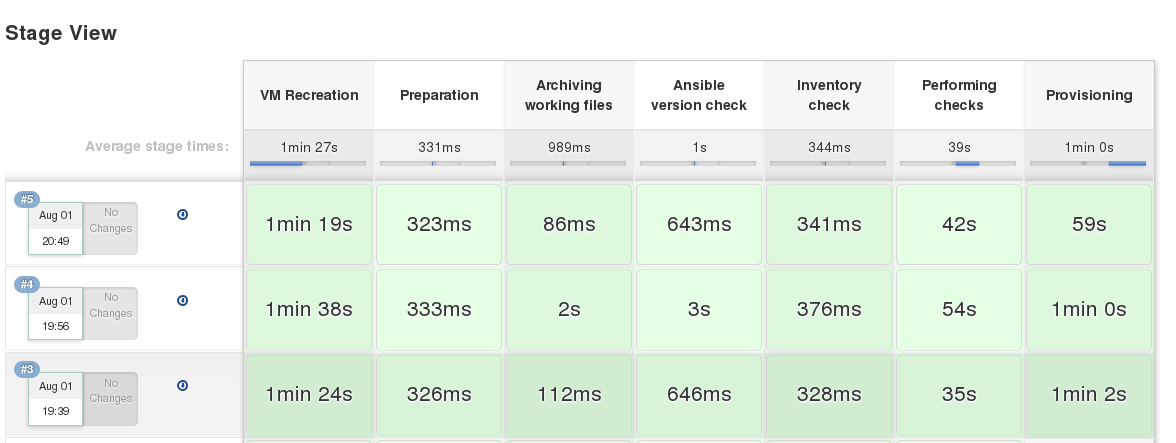 Stage View
VM Recreation Preparation Archiving working files Ansible version check Inventory check Performing checks Provisioning
Average stage times: 1min 27s 331ms 989ms 1s 344ms 39s 1min 0s
#5
Aug 01 No Changes
20:49
1min 19s 323ms 86ms 643ms 341ms 42s 59s
#4
Aug 01 No Changes
19:56
1min 38s 333ms 2s 3s 376ms 54s 1min 0s
#3
Aug 01 No Changes
19:39
1min 24s 326ms 112ms 646ms 328ms 35s 1min 2s